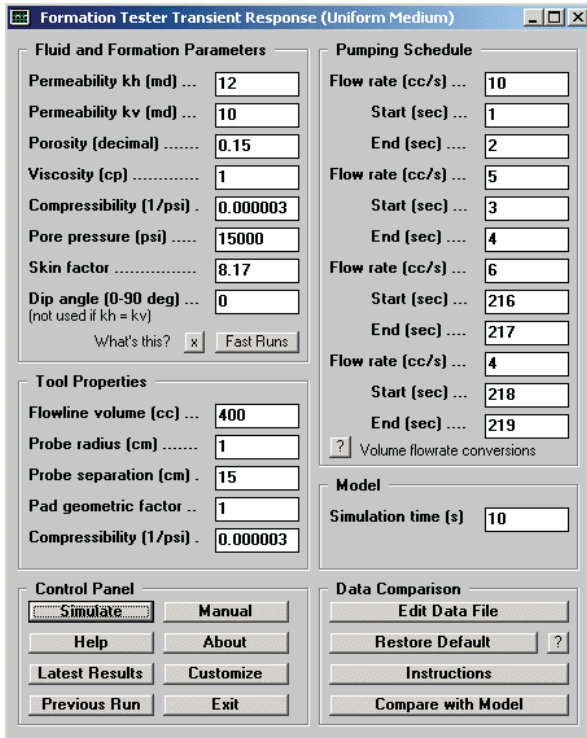 Formation Tester Transient Response (Uniform Medium)
Fluid and Formation Parameters
Permeability kh (md) ... 12
Permeability kv (md) ... 10
Porosity (decimal) ....... 0.15
Viscosity (cp) ............ 1
Compressibility (1/psi) . 0.000003
Pore pressure (psi) ..... 15000
Skin factor ............... 8.17
Dip angle (0-90 deg) ... 0
(not used if kh = kv)
What's this? x Fast Runs
Tool Properties
Flowline volume (cc) ... 400
Probe radius (cm) ....... 1
Probe separation (cm) . 15
Pad geometric factor .. 1
Compressibility (1/psi) . 0.000003
Control Panel
Simulate Manual
Help About
Latest Results Customize
Previous Run Exit
Pumping Schedule
Flow rate (cc/s) ... 10
Start (sec) ... 1
End (sec) ... 2
Flow rate (cc/s) ... 5
Start (sec) ... 3
End (sec) ... 4
Flow rate (cc/s) ... 6
Start (sec) ... 216
End (sec) ... 217
Flow rate (cc/s) ... 4
Start (sec) ... 218
End (sec) ... 219
? Volume flowrate conversions
Model
Simulation time (s) 10
Data Comparison
Edit Data File
Restore Default ?
Instructions
Compare with Model